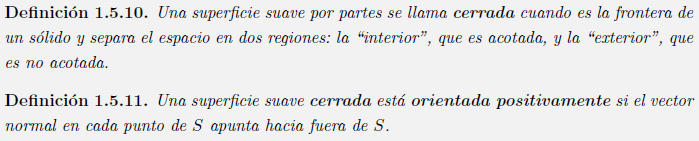 Definición 1.5.10. Una superficie suave por partes se llama cerrada cuando es la frontera de
un sólido y separa el espacio en dos regiones: la “interior”, que es acotada, y la “exterior”, que
es no acotada.
Definición 1.5.11. Una superficie suave cerrada está orientada positivamente si el vector
normal en cada punto de S apunta hacia fuera de S.